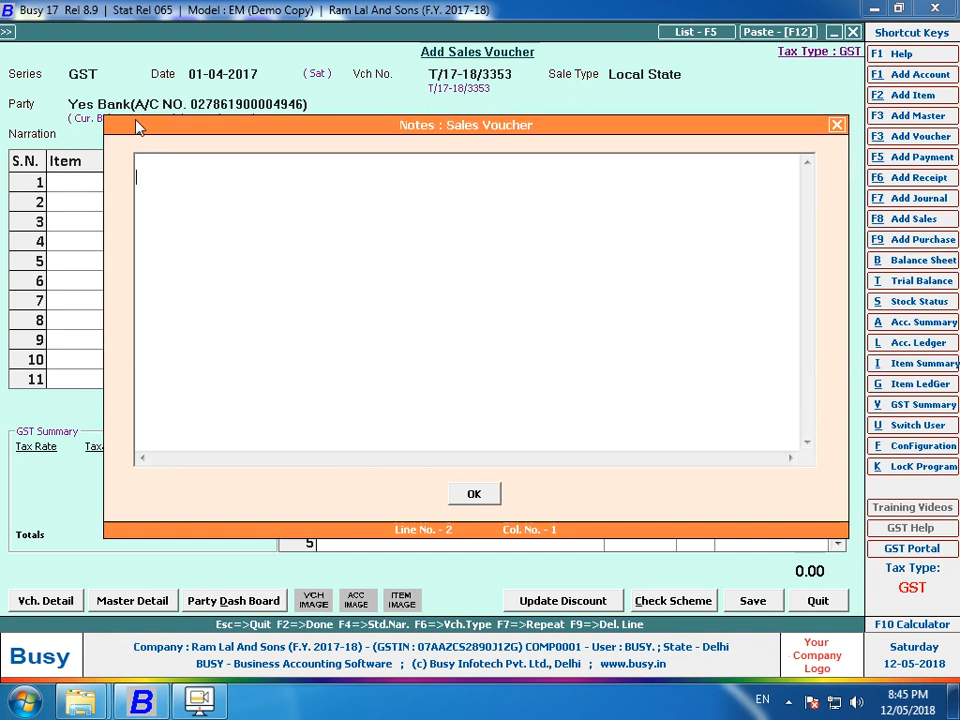 Busy 17 Rel 8.9 | Stat Rel 065 | Model : EM (Demo Copy) | Ram Lal And Sons (F.Y. 2017-18)
>> List - F5 Paste - [F12] Shortcut Keys
Add Sales Voucher Tax Type : GST
Series GST Date 01-04-2017 ( Sat ) Vch No. T/17-18/3353 Sale Type Local State
T/17-18/3353
Party Yes Bank(A/C NO. 027861900004946)
( Cur. B
Narration
Notes : Sales Voucher
S.N. Item
1
2
3
4
5
6
7
8
9
10
11
GST Summary
Tax Rate Tax
Totals
OK
Line No. - 2 Col. No. - 1
5
0.00
Vch. Detail Master Detail Party Dash Board VCH IMAGE ACC IMAGE ITEM IMAGE Update Discount Check Scheme Save Quit
Esc=>Quit F2=>Done F4=>Std.Nar. F6=>Vch.Type F7=>Repeat F9=>Del. Line
F1 Help
F1 Add Account
F2 Add Item
F3 Add Master
F3 Add Voucher
F5 Add Payment
F6 Add Receipt
F7 Add Journal
F8 Add Sales
F9 Add Purchase
B Balance Sheet
T Trial Balance
S Stock Status
A Acc. Summary
L Acc. Ledger
I Item Summary
G Item LedGer
V GST Summary
U Switch User
F ConFiguration
K LocK Program
Training Videos
GST Help
GST Portal
Tax Type:
GST
F10 Calculator
Busy
Company : Ram Lal And Sons (F.Y. 2017-18) - (GSTIN : 07AAZCS2890J1ZG) COMP0001 - User : BUSY. ; State - Delhi
BUSY - Business Accounting Software ; (c) Busy Infotech Pvt. Ltd., Delhi ; www.busy.in
Your
Company
Logo
Saturday
12-05-2018
B
EN
8:45 PM
12/05/2018